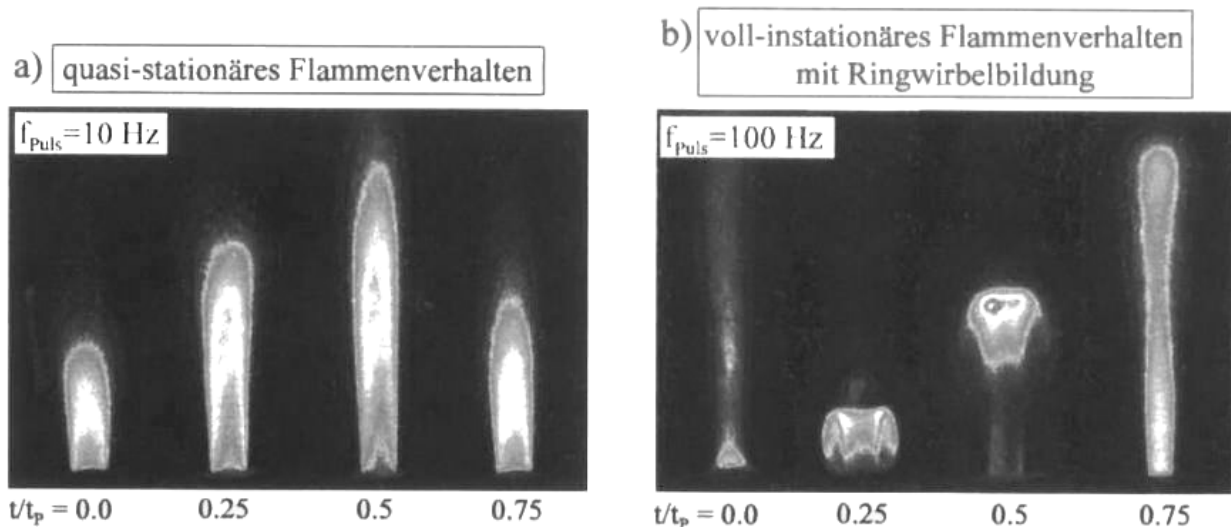 a) quasi-stationäres Flammenverhalten
f_Puls=10 Hz
t/t_p = 0.0 0.25 0.5 0.75
b) voll-instationäres Flammenverhalten
mit Ringwirbelbildung
f_Puls=100 Hz
t/t_p = 0.0 0.25 0.5 0.75